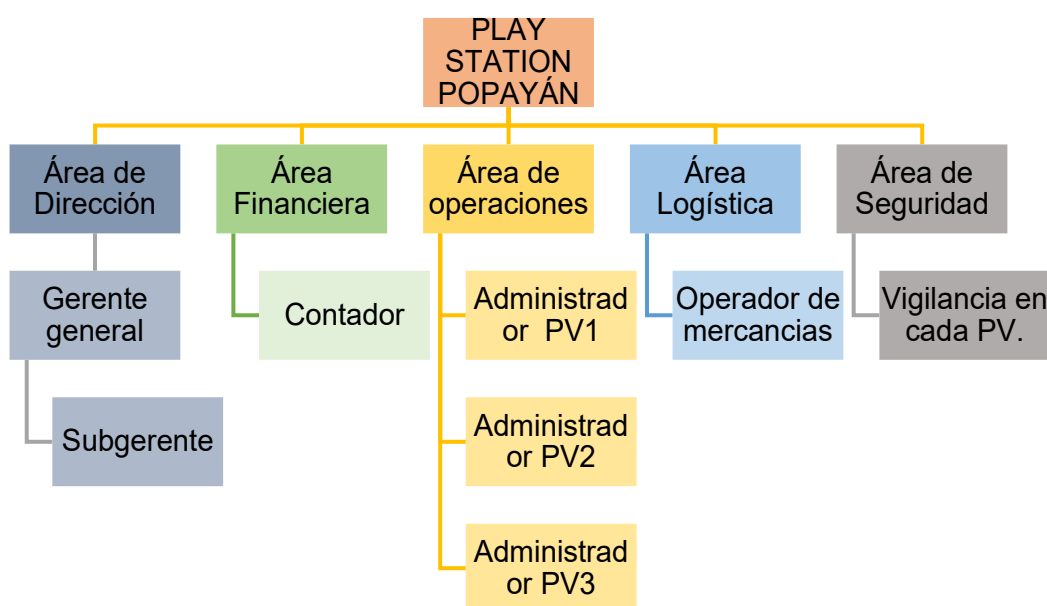 PLAY
STATION
POPAYÁN
Área de
Dirección
Área
Financiera
Área de
operaciones
Área
Logística
Área de
Seguridad
Gerente
general
Contador
Administrad
or PV1
Operador de
mercancias
Vigilancia en
cada PV.
Subgerente
Administrad
or PV2
Administrad
or PV3